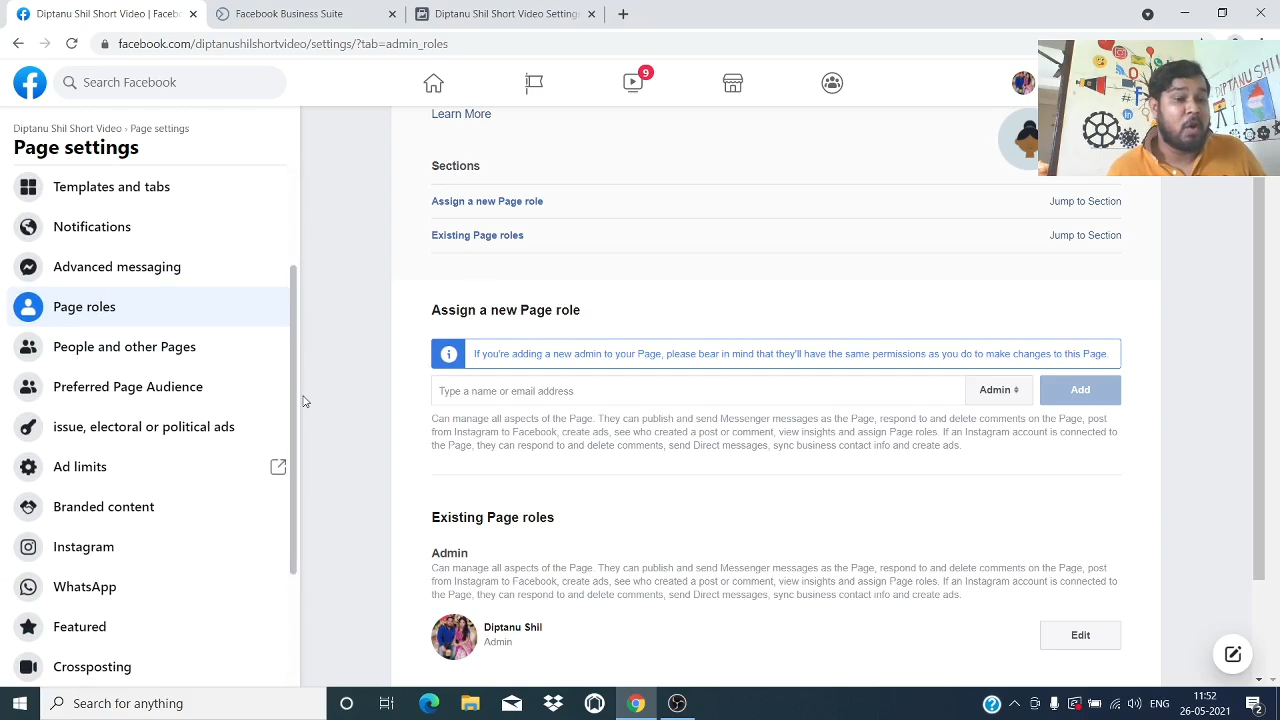 Diptanu Shil Short Video | Faceb
Facebook Business Suite
Diptanu Shil Video Roles Setting
facebook.com/diptanushilshortvideo/settings/?tab=admin_roles
Search Facebook
9
Diptanu Shil Short Video › Page settings
Page settings
Templates and tabs
Notifications
Advanced messaging
Page roles
People and other Pages
Preferred Page Audience
issue, electoral or political ads
Ad limits
Branded content
Instagram
WhatsApp
Featured
Crossposting
Learn More
Sections
Assign a new Page role Jump to Section
Existing Page roles Jump to Section
Assign a new Page role
If you're adding a new admin to your Page, please bear in mind that they'll have the same permissions as you do to make changes to this Page.
Type a name or email address Admin Add
Can manage all aspects of the Page. They can publish and send Messenger messages as the Page, respond to and delete comments on the Page, post
from Instagram to Facebook, create ads, see who created a post or comment, view insights and assign Page roles. If an Instagram account is connected to
the Page, they can respond to and delete comments, send Direct messages, sync business contact info and create ads.
Existing Page roles
Admin
Can manage all aspects of the Page. They can publish and send Messenger messages as the Page, respond to and delete comments on the Page, post
from Instagram to Facebook, create ads, see who created a post or comment, view insights and assign Page roles. If an Instagram account is connected to
the Page, they can respond to and delete comments, send Direct messages, sync business contact info and create ads.
Diptanu Shil
Admin
Edit
DIPTANU SHIL
Search for anything
ENG
11:52
26-05-2021
2